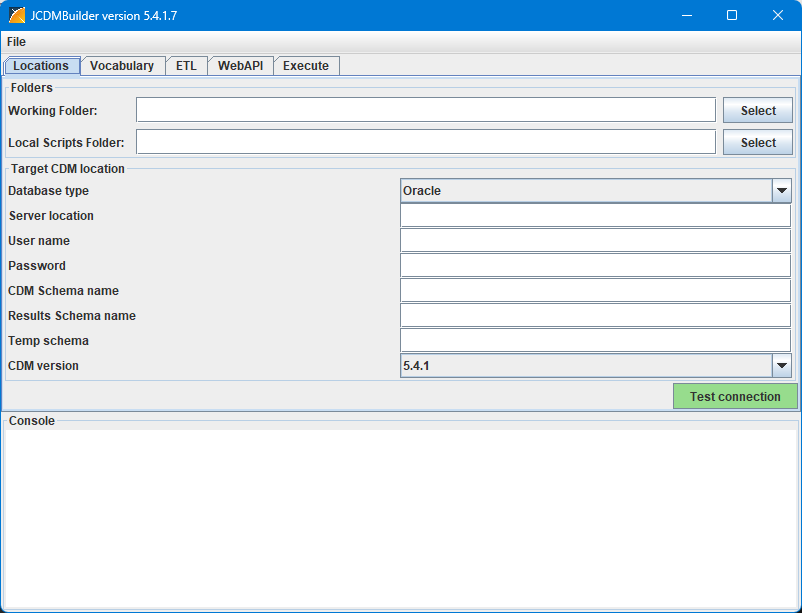 JCDMBuilder version 5.4.1.7
File
Locations Vocabulary ETL WebAPI Execute
Folders
Working Folder: Select
Local Scripts Folder: Select
Target CDM location
Database type Oracle
Server location
User name
Password
CDM Schema name
Results Schema name
Temp schema
CDM version 5.4.1
Test connection
Console